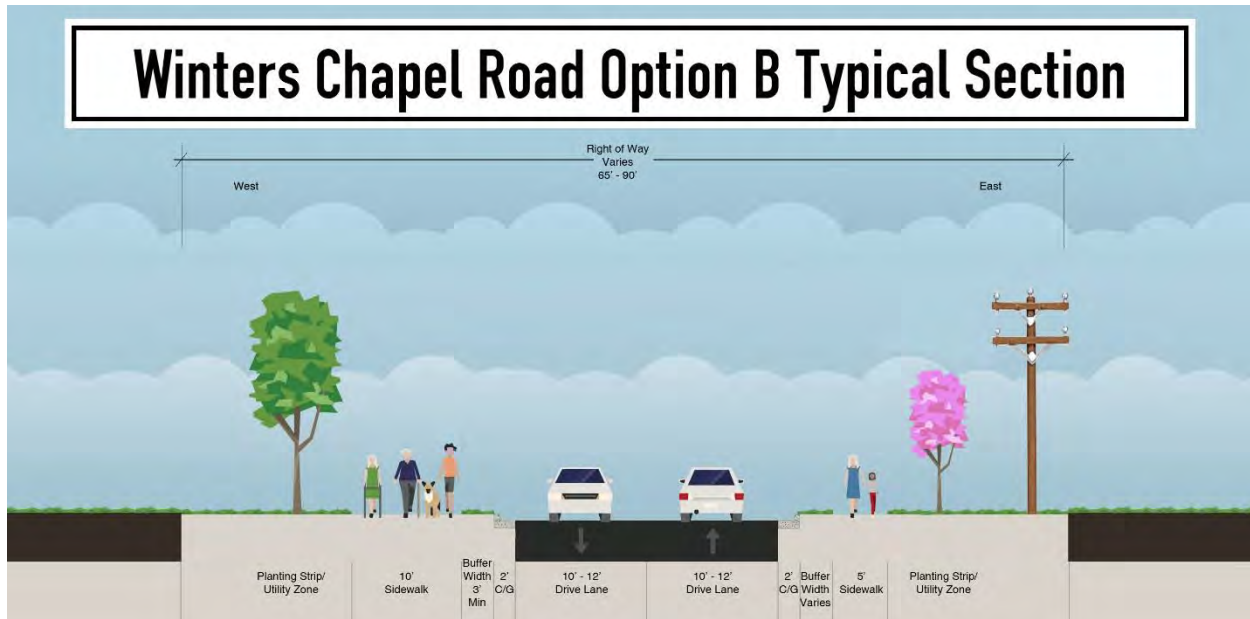 Winters Chapel Road Option B Typical Section
Right of Way
Varies
65' - 90'
West
East
Planting Strip/
Utility Zone
10'
Sidewalk
Buffer
Width
3'
Min
2'
C/G
10' - 12'
Drive Lane
10' - 12'
Drive Lane
2'
C/G
Buffer
Width
Varies
5'
Sidewalk
Planting Strip/
Utility Zone